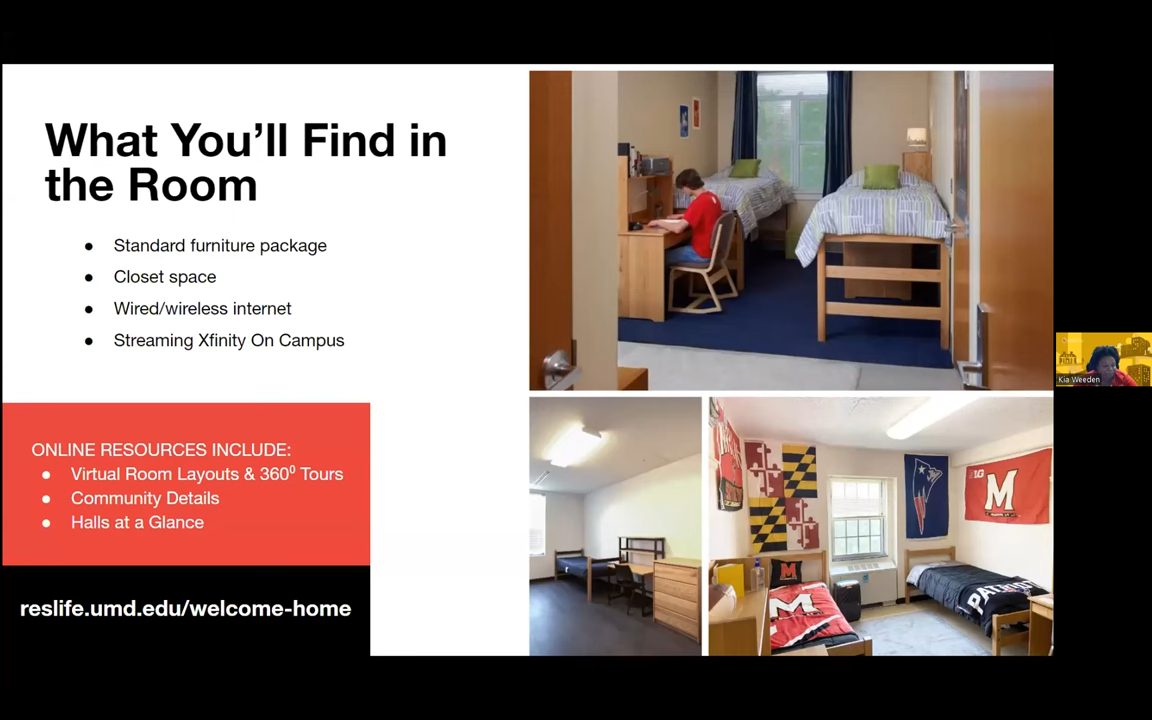 What You'll Find in
the Room
● Standard furniture package
● Closet space
● Wired/wireless internet
● Streaming Xfinity On Campus
ONLINE RESOURCES INCLUDE:
● Virtual Room Layouts & 360⁰ Tours
● Community Details
● Halls at a Glance
reslife.umd.edu/welcome-home
B1G
M
M
M
PATRIOT
Kia Weeden